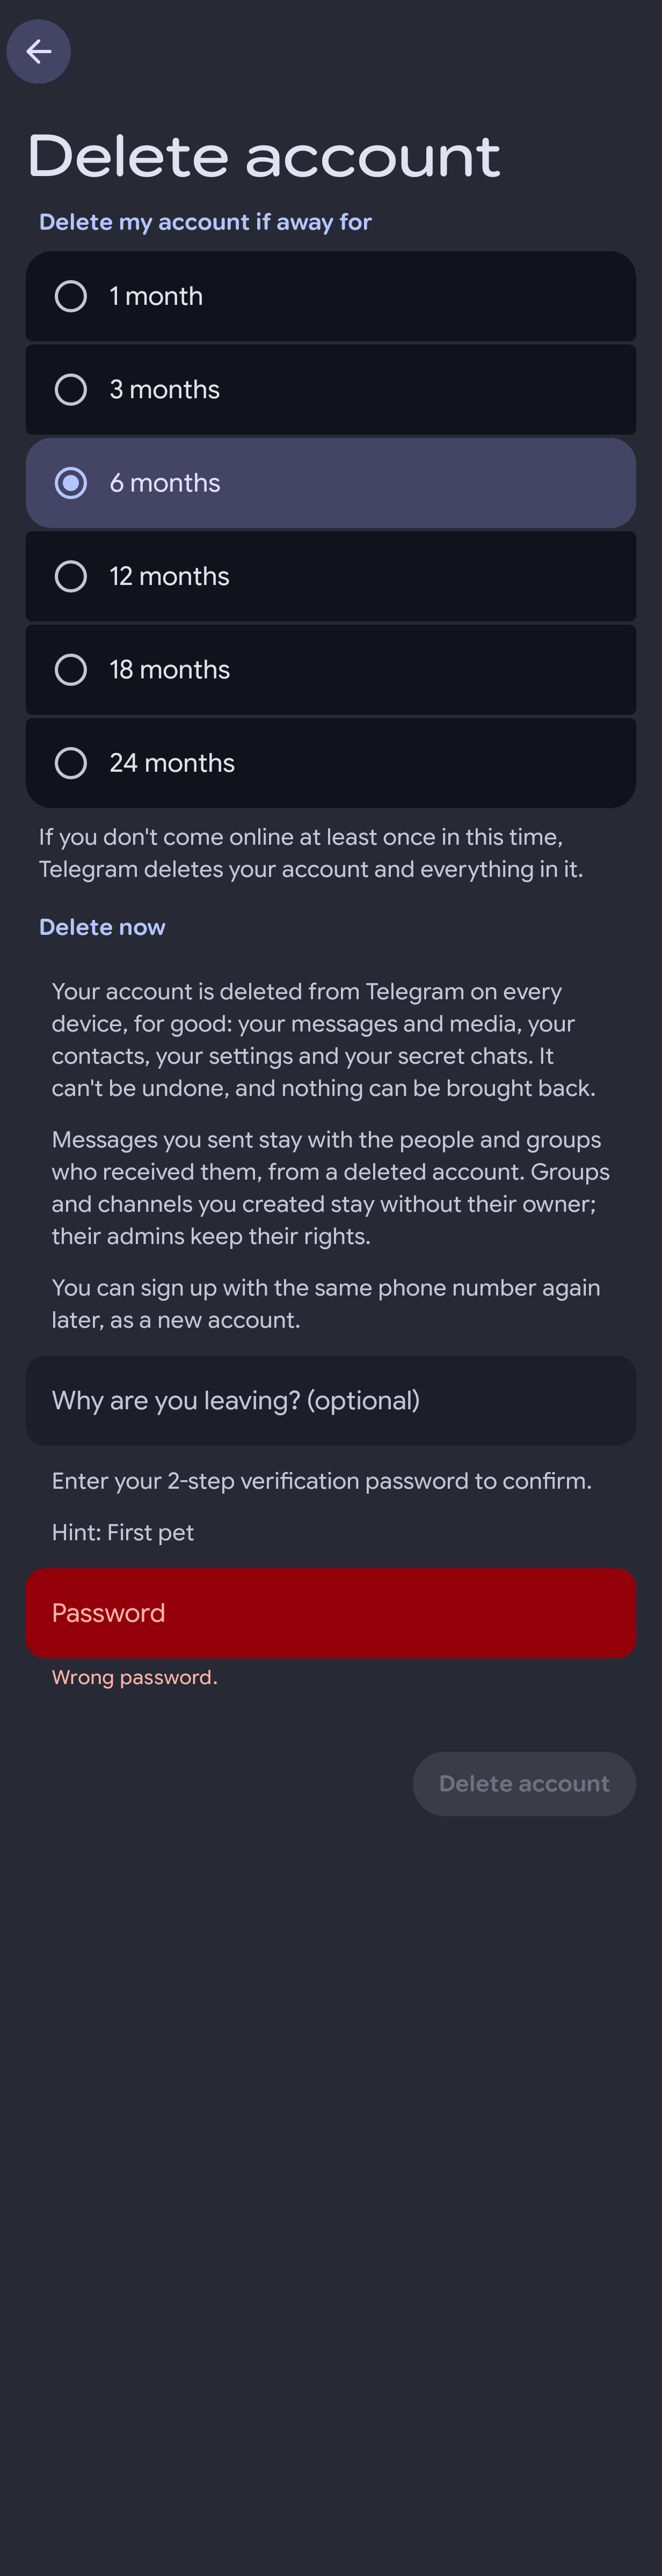 Delete account
Delete my account if away for
1 month
3 months
6 months
12 months
18 months
24 months
If you don't come online at least once in this time,
Telegram deletes your account and everything in it.
Delete now
Your account is deleted from Telegram on every
device, for good: your messages and media, your
contacts, your settings and your secret chats. It
can't be undone, and nothing can be brought back.
Messages you sent stay with the people and groups
who received them, from a deleted account. Groups
and channels you created stay without their owner;
their admins keep their rights.
You can sign up with the same phone number again
later, as a new account.
Why are you leaving? (optional)
Enter your 2-step verification password to confirm.
Hint: First pet
Password
Wrong password.
Delete account